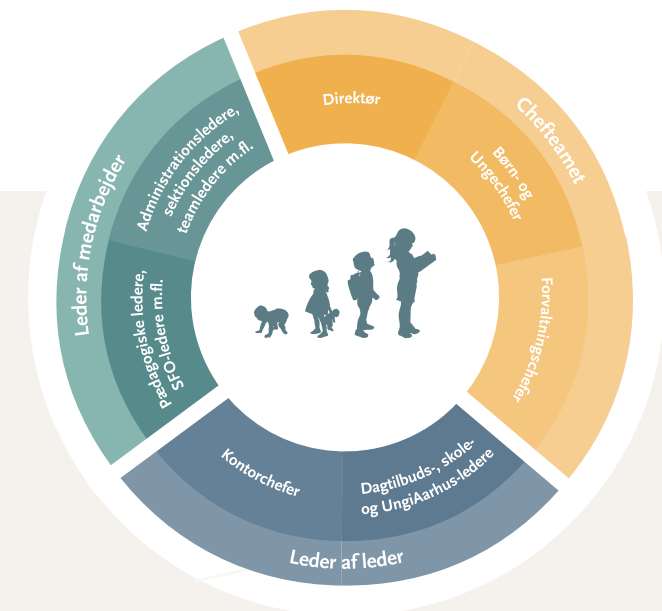 Chefteamet
Direktør
Børn- og
Ungechefer
Forvaltningschefer
Leder af leder
Dagtilbuds-, skole-
og UngiAarhus-ledere
Kontorchefer
Leder af medarbejder
Pædagogiske ledere,
SFO-ledere m.fl.
Administrationsledere,
sektionsledere,
teamledere m.fl.